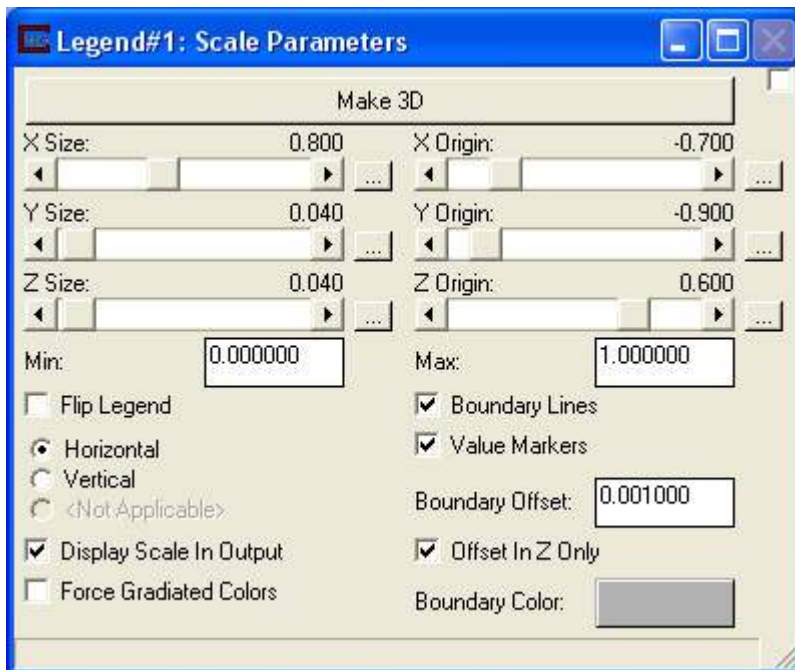 Legend#1: Scale Parameters
Make 3D
X Size: 0.800 X Origin: -0.700
...
...
Y Size: 0.040 Y Origin: -0.900
...
...
Z Size: 0.040 Z Origin: 0.600
...
...
Min: 0.000000 Max: 1.000000
Flip Legend
Boundary Lines
Horizontal
Value Markers
Vertical
<Not Applicable>
Boundary Offset: 0.001000
Display Scale In Output
Offset In Z Only
Force Gradiated Colors
Boundary Color: